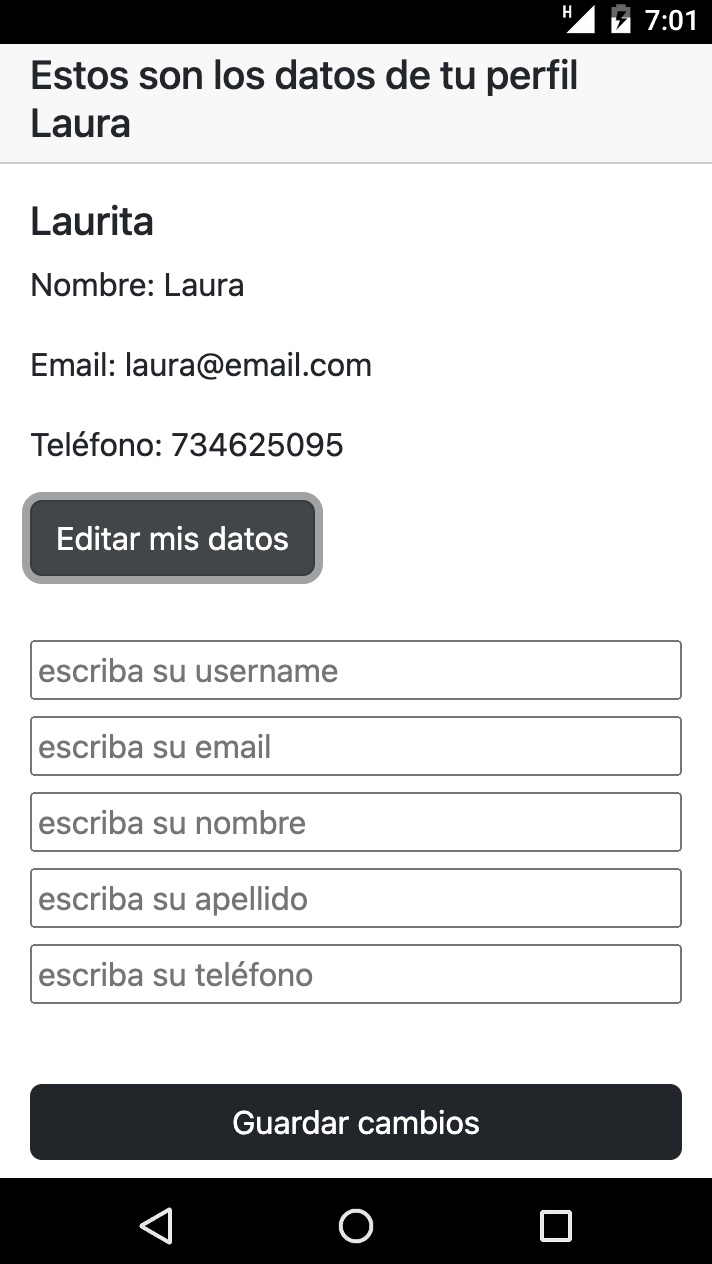 H 7:01
Estos son los datos de tu perfil
Laura
Laurita
Nombre: Laura
Email: laura@email.com
Teléfono: 734625095
Editar mis datos
escriba su username
escriba su email
escriba su nombre
escriba su apellido
escriba su teléfono
Guardar cambios